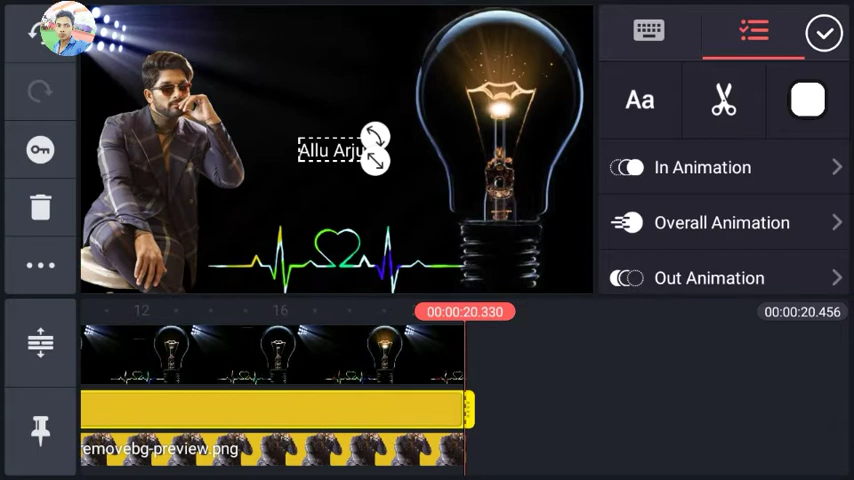 Allu Arju
Aa
In Animation
Overall Animation
Out Animation
12
16
00:00:20.330
00:00:20.456
emovebg-preview.png